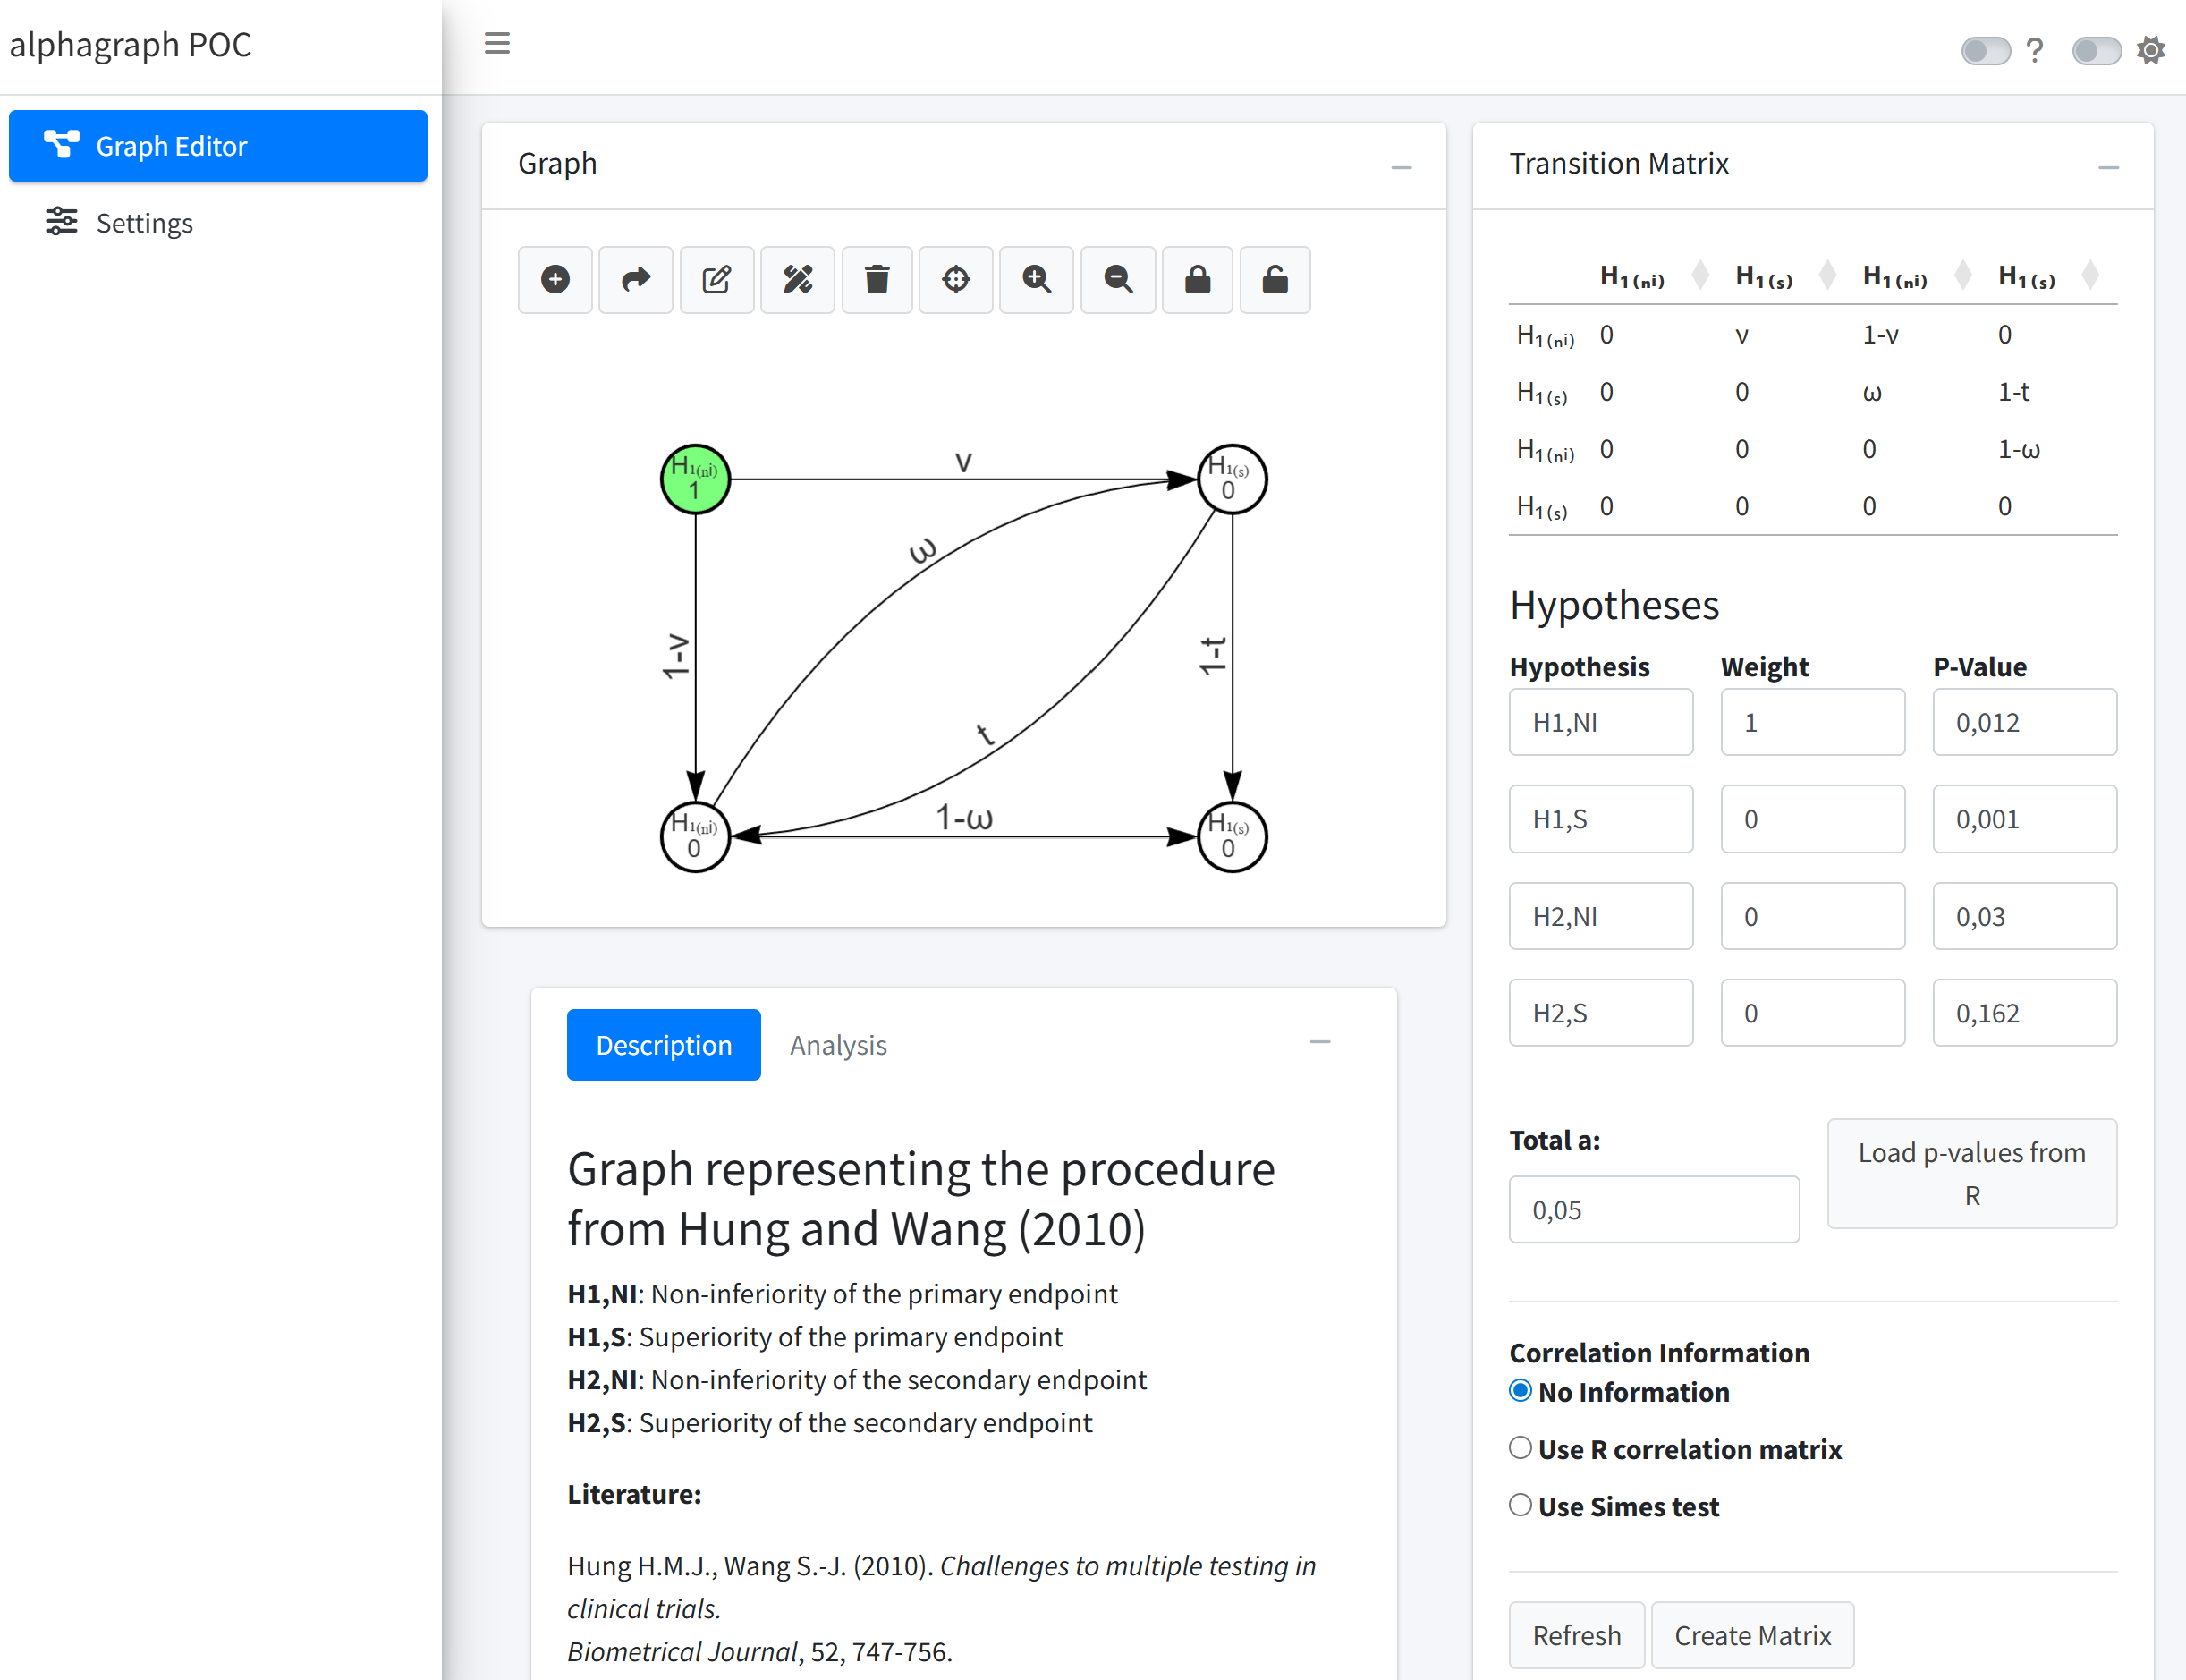 alphagraph POC
Graph Editor
Settings
?
Graph
H₁₍ₙᵢ₎
1
v
H₁₍ₛ₎
0
ω
1-v
1-t
t
H₁₍ₙᵢ₎
0
1-ω
H₁₍ₛ₎
0
Description Analysis
Graph representing the procedure
from Hung and Wang (2010)
H1,NI: Non-inferiority of the primary endpoint
H1,S: Superiority of the primary endpoint
H2,NI: Non-inferiority of the secondary endpoint
H2,S: Superiority of the secondary endpoint
Literature:
Hung H.M.J., Wang S.-J. (2010). Challenges to multiple testing in
clinical trials.
Biometrical Journal, 52, 747-756.
Transition Matrix
H₁₍ₙᵢ₎ H₁₍ₛ₎ H₁₍ₙᵢ₎ H₁₍ₛ₎
H₁₍ₙᵢ₎ 0 ν 1-ν 0
H₁₍ₛ₎ 0 0 ω 1-t
H₁₍ₙᵢ₎ 0 0 0 1-ω
H₁₍ₛ₎ 0 0 0 0
Hypotheses
Hypothesis Weight P-Value
H1,NI 1 0,012
H1,S 0 0,001
H2,NI 0 0,03
H2,S 0 0,162
Total a:
0,05
Load p-values from
R
Correlation Information
No Information
Use R correlation matrix
Use Simes test
Refresh Create Matrix